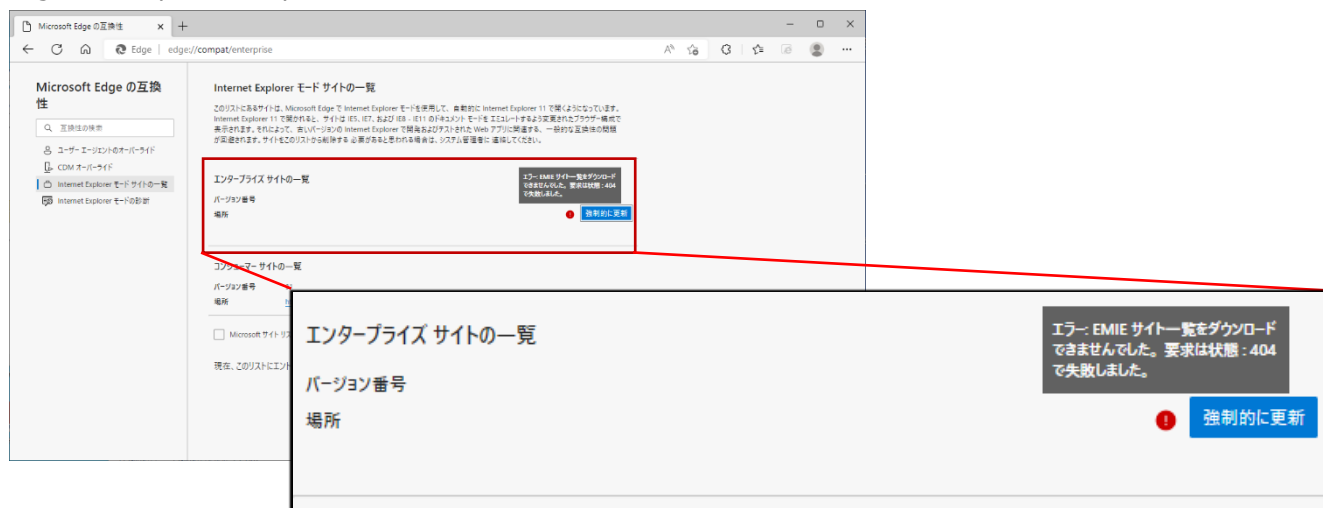 Microsoft Edge の互換性
Edge | edge://compat/enterprise
Microsoft Edge の互換
性
互換性の検索
ユーザー エージェントのオーバーライド
CDM オーバーライド
Internet Explorer モード サイトの一覧
Internet Explorer モードの診断
Internet Explorer モード サイトの一覧
このリストにあるサイトは、Microsoft Edge で Internet Explorer モードを使用して、自動的に Internet Explorer 11 で開くようになっています。
Internet Explorer 11 で開かれると、サイトは IE5、IE7、および IE8 - IE11 のドキュメント モードを エミュレートするよう変更されたブラウザー構成で
表示されます。それによって、古いバージョンの Internet Explorer で開発およびテストされた Web アプリに関連する、一般的な互換性の問題
が回避されます。サイトをこのリストから削除する 必要があると思われる場合は、システム管理者に 連絡してください。
エンタープライズ サイトの一覧
エラー: EMIE サイト一覧をダウンロード
できませんでした。要求は状態 : 404
で失敗しました。
バージョン番号
場所
強制的に更新
コンシューマー サイトの一覧
バージョン番号
場所
Microsoft サイト リス
現在、このリストにエント
エンタープライズ サイトの一覧
エラー: EMIE サイト一覧をダウンロード
できませんでした。要求は状態 : 404
で失敗しました。
バージョン番号
場所
強制的に更新